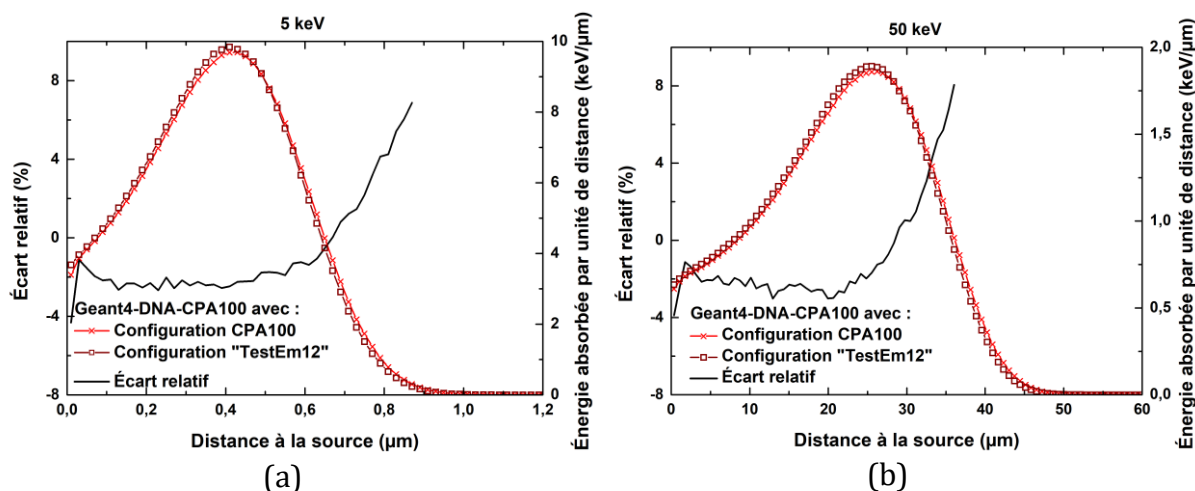 5 keV
Écart relatif (%)
8
4
0
-4
-8
10
8
6
4
2
0
Énergie absorbée par unité de distance (keV/µm)
Geant4-DNA-CPA100 avec :
Configuration CPA100
Configuration "TestEm12"
Écart relatif
0,0 0,2 0,4 0,6 0,8 1,0 1,2
Distance à la source (µm)
(a)
50 keV
Écart relatif (%)
8
4
0
-4
-8
2,0
1,5
1,0
0,5
0,0
Énergie absorbée par unité de distance (keV/µm)
Geant4-DNA-CPA100 avec :
Configuration CPA100
Configuration "TestEm12"
Écart relatif
0 10 20 30 40 50 60
Distance à la source (µm)
(b)